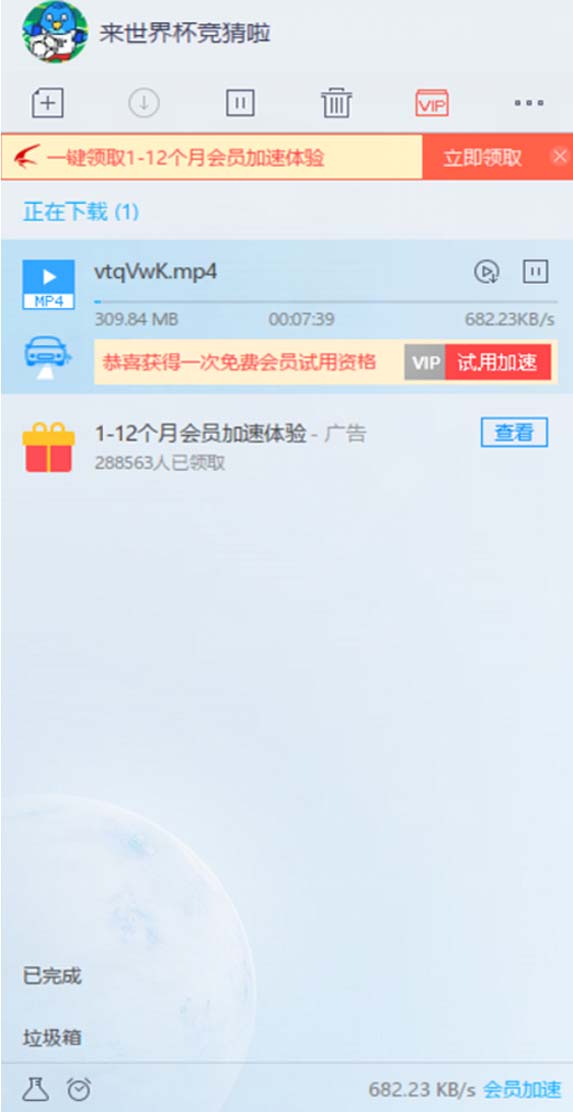 来世界杯竞猜啦
VIP
一键领取1-12个月会员加速体验 立即领取
正在下载 (1)
vtqVwK.mp4
MP4
309.84 MB 00:07:39 682.23KB/s
恭喜获得一次免费会员试用资格 VIP 试用加速
1-12个月会员加速体验 - 广告 查看
288563人已领取
已完成
垃圾箱
682.23 KB/s 会员加速